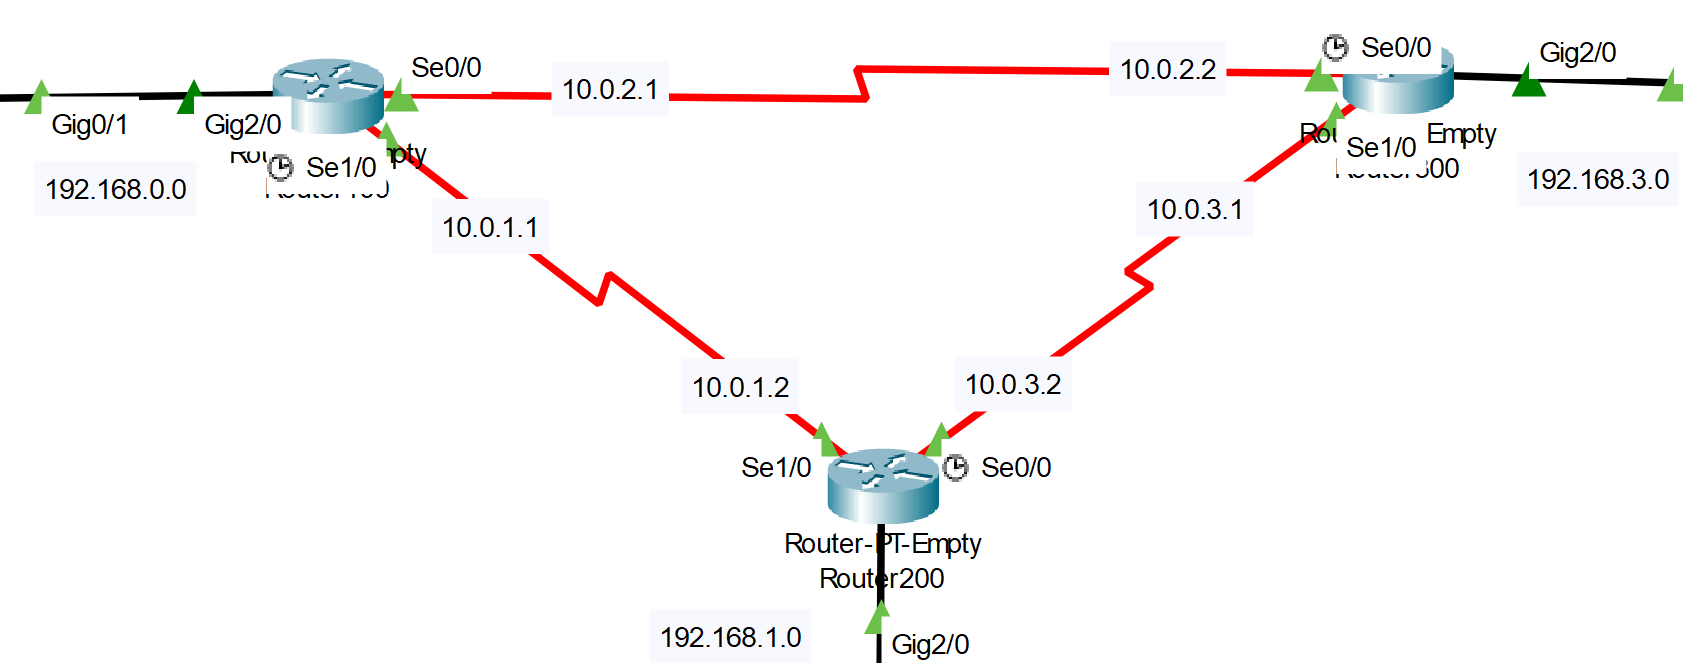 Se0/0
10.0.2.1
10.0.2.2
Se0/0
Gig2/0
Gig0/1
Gig2/0
Se1/0
192.168.0.0
Empty
Se1/0
192.168.3.0
10.0.1.1
10.0.3.1
10.0.1.2
10.0.3.2
Se1/0
Se0/0
Router-PT-Empty
Router200
192.168.1.0
Gig2/0